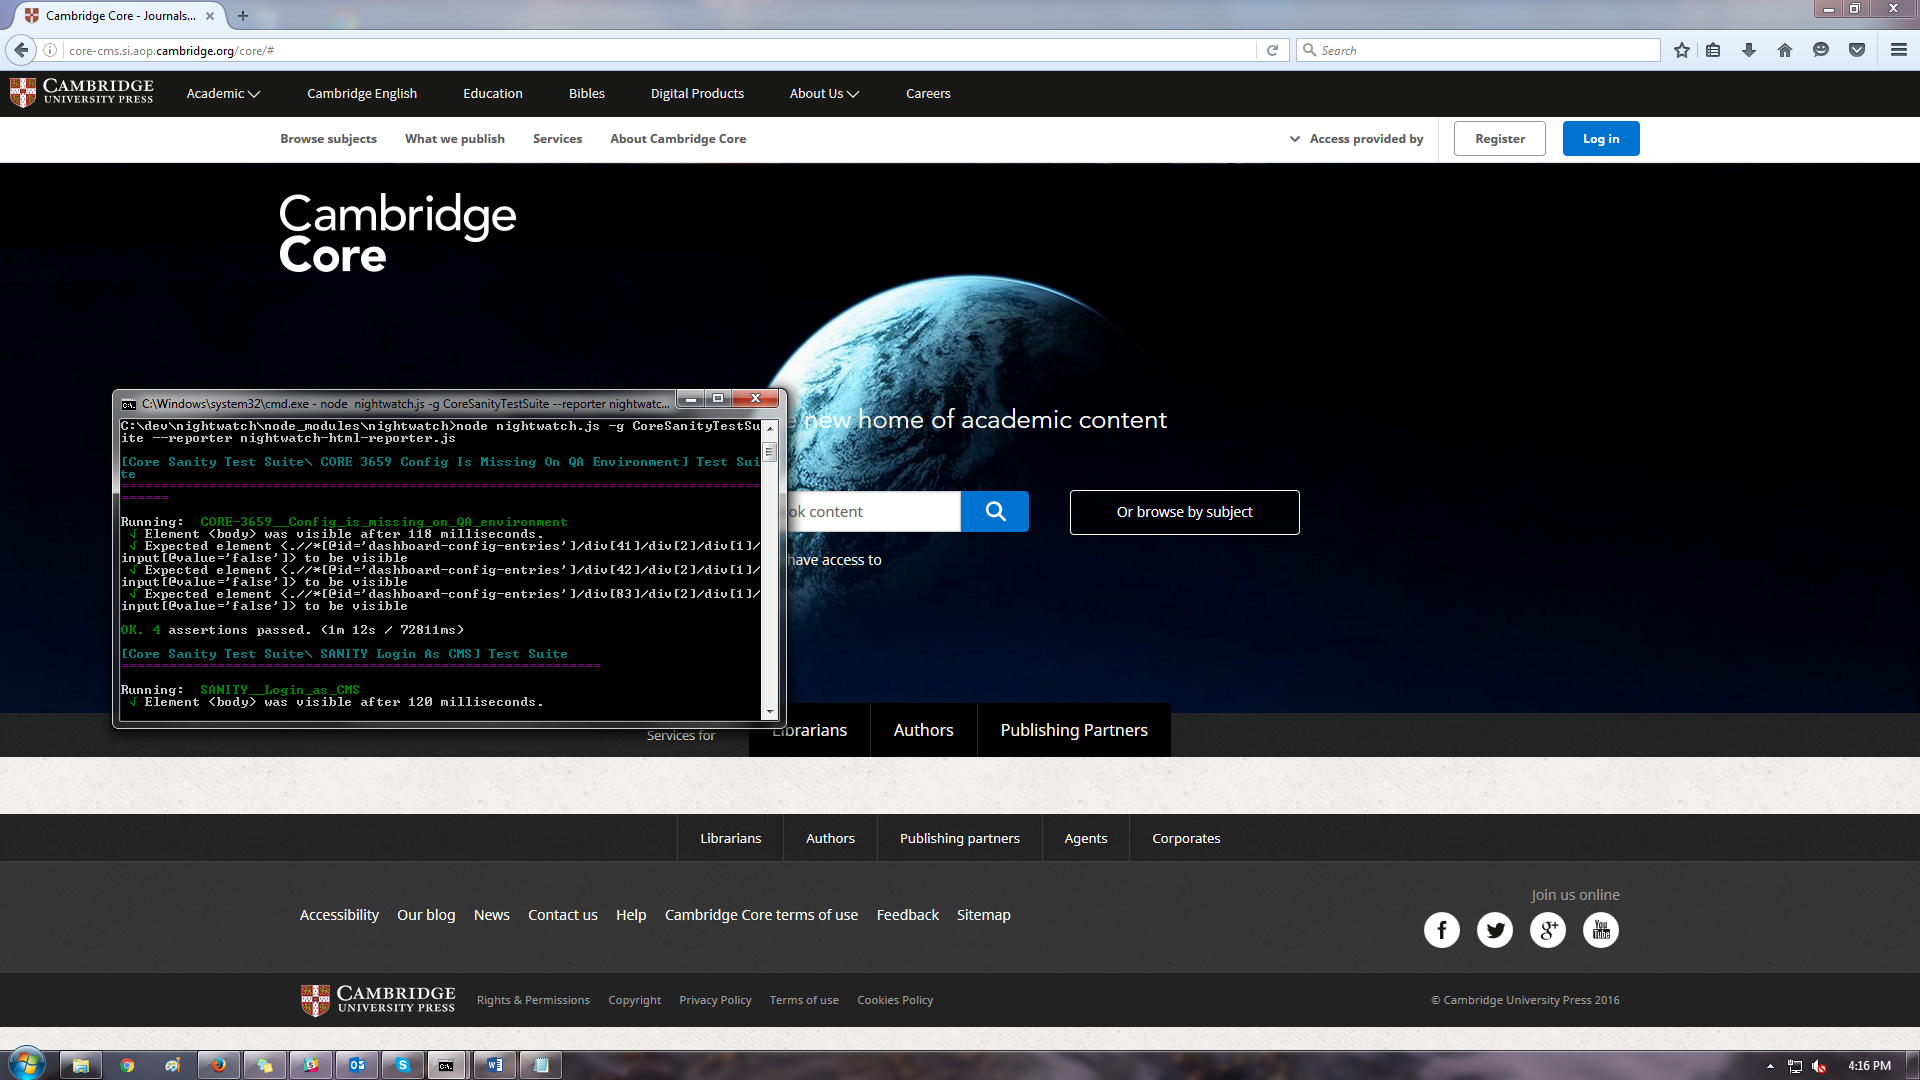 Cambridge Core - Journals...
core-cms.si.aop.cambridge.org/core/#
Search
CAMBRIDGE
UNIVERSITY PRESS
Academic
Cambridge English
Education
Bibles
Digital Products
About Us
Careers
Browse subjects
What we publish
Services
About Cambridge Core
Access provided by
Register
Log in
Cambridge
Core
new home of academic content
ok content
Or browse by subject
have access to
C:\Windows\system32\cmd.exe - node  nightwatch.js -g CoreSanityTestSuite --reporter nightwatc...
C:\dev\nightwatch\node_modules\nightwatch>node nightwatch.js -g CoreSanityTestSu
ite --reporter nightwatch-html-reporter.js
[Core Sanity Test Suite\ CORE 3659 Config Is Missing On QA Environment] Test Sui
te
================================================================================
======
Running:  CORE-3659__Config_is_missing_on_QA_environment
√ Element <body> was visible after 118 milliseconds.
√ Expected element <.//*[@id='dashboard-config-entries']/div[41]/div[2]/div[1]/
input[@value='false']> to be visible
√ Expected element <.//*[@id='dashboard-config-entries']/div[42]/div[2]/div[1]/
input[@value='false']> to be visible
√ Expected element <.//*[@id='dashboard-config-entries']/div[83]/div[2]/div[1]/
input[@value='false']> to be visible
OK. 4 assertions passed. (1m 12s / 72811ms)
[Core Sanity Test Suite\ SANITY Login As CMS] Test Suite
============================================================
Running:  SANITY__Login_as_CMS
√ Element <body> was visible after 120 milliseconds.
Services for
Librarians
Authors
Publishing Partners
Librarians
Authors
Publishing partners
Agents
Corporates
Join us online
Accessibility
Our blog
News
Contact us
Help
Cambridge Core terms of use
Feedback
Sitemap
You
Tube
CAMBRIDGE
UNIVERSITY PRESS
Rights & Permissions
Copyright
Privacy Policy
Terms of use
Cookies Policy
© Cambridge University Press 2016
4:16 PM